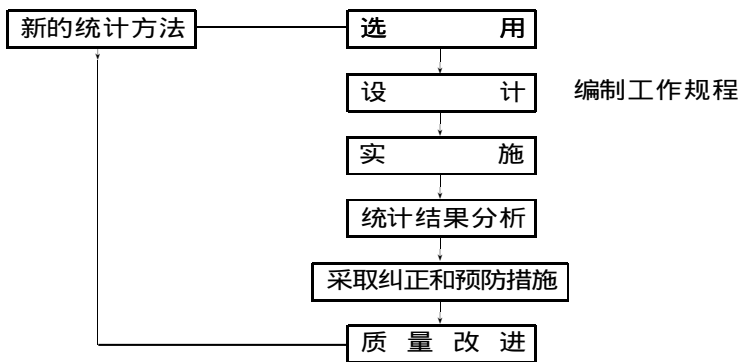 新的统计方法 选用
设计 编制工作规程
实施
统计结果分析
采取纠正和预防措施
质量改进